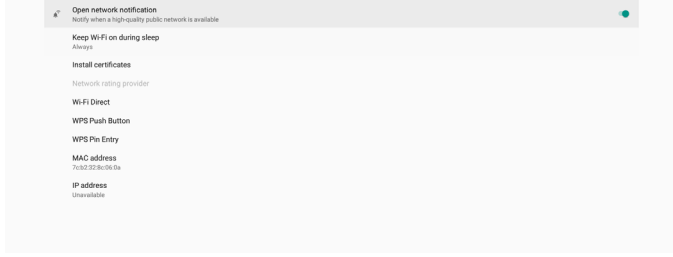 Open network notification
Notify when a high-quality public network is available
Keep Wi-Fi on during sleep
Always
Install certificates
Network rating provider
Wi-Fi Direct
WPS Push Button
WPS Pin Entry
MAC address
7c:b2:32:8c:06:0a
IP address
Unavailable